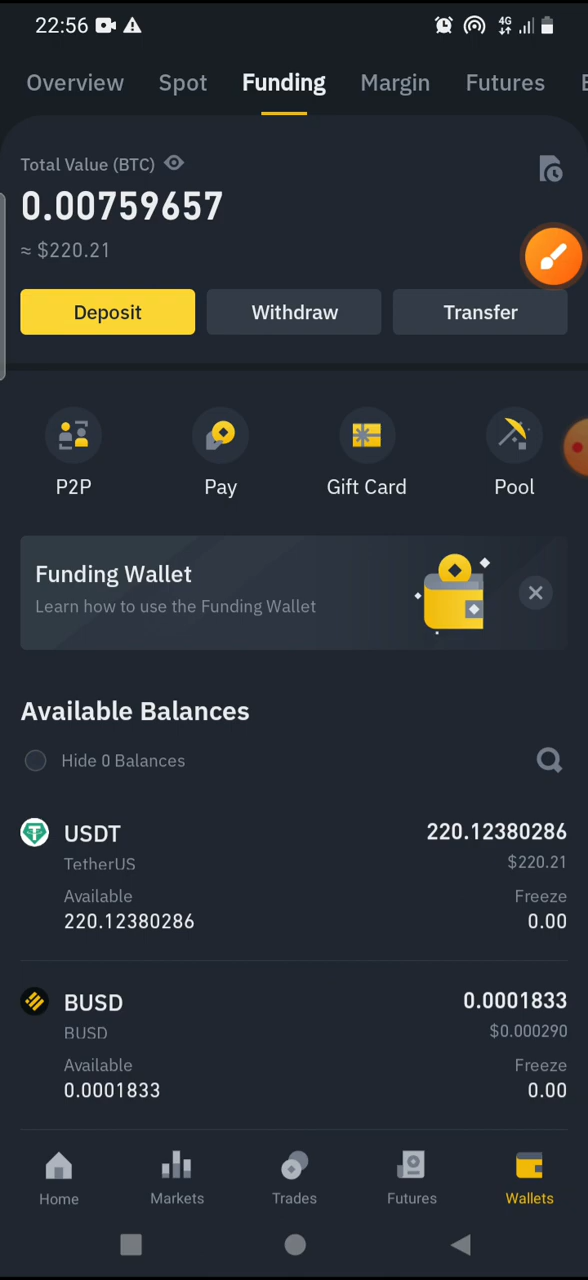 22:56
4G
Overview Spot Funding Margin Futures E
Total Value (BTC)
0.00759657
≈ $220.21
Deposit Withdraw Transfer
P2P Pay Gift Card Pool
Funding Wallet
Learn how to use the Funding Wallet
Available Balances
Hide 0 Balances
USDT 220.12380286
TetherUS $220.21
Available Freeze
220.12380286 0.00
BUSD 0.0001833
BUSD $0.000290
Available Freeze
0.0001833 0.00
Home Markets Trades Futures Wallets